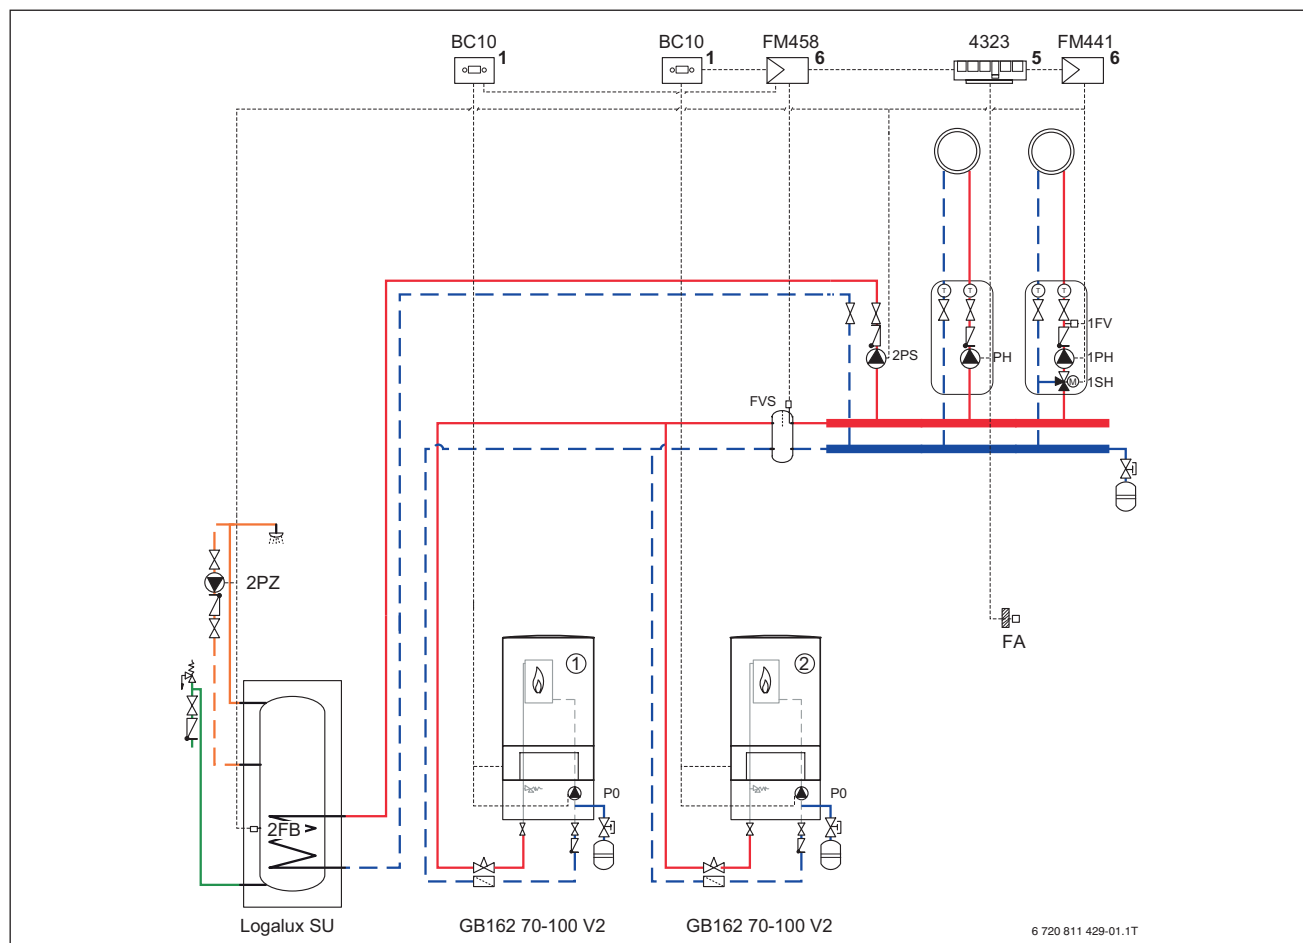 BC10
1
BC10
1
FM458
6
4323
5
FM441
6
T
T
T
T
1FV
2PS
PH
1PH
M
1SH
FVS
2PZ
FA
1
2
P0
P0
2FB
Logalux SU
GB162 70-100 V2
GB162 70-100 V2
6 720 811 429-01.1T